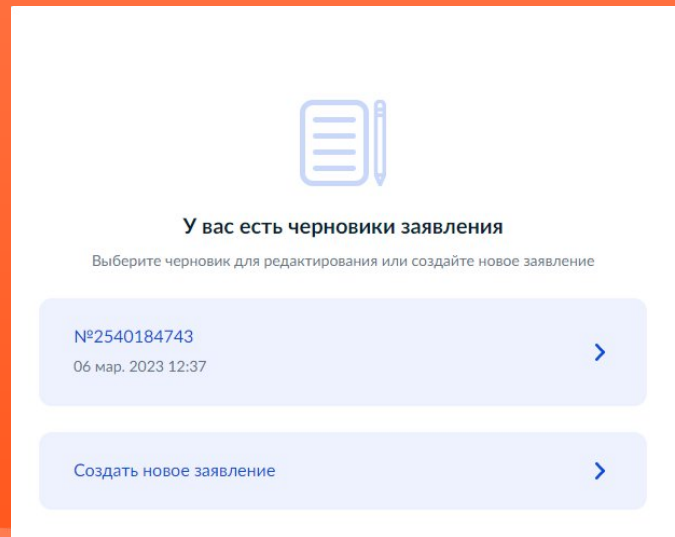 У вас есть черновики заявления
Выберите черновик для редактирования или создайте новое заявление
№2540184743
06 мар. 2023 12:37
Создать новое заявление